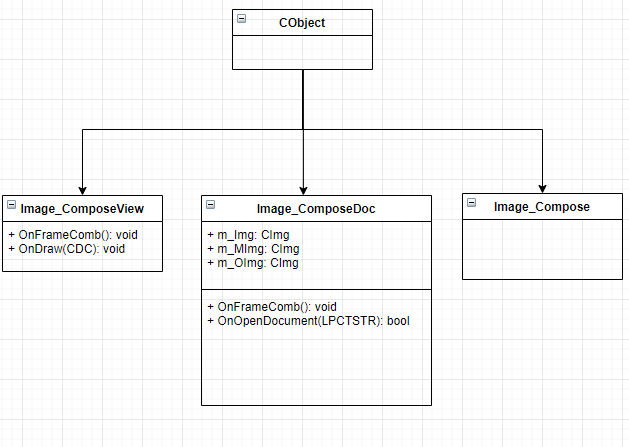 CObject
Image_ComposeView
+ OnFrameComb(): void
+ OnDraw(CDC): void
Image_ComposeDoc
+ m_Img: CImg
+ m_MImg: CImg
+ m_OImg: CImg
+ OnFrameComb(): void
+ OnOpenDocument(LPCTSTR): bool
Image_Compose